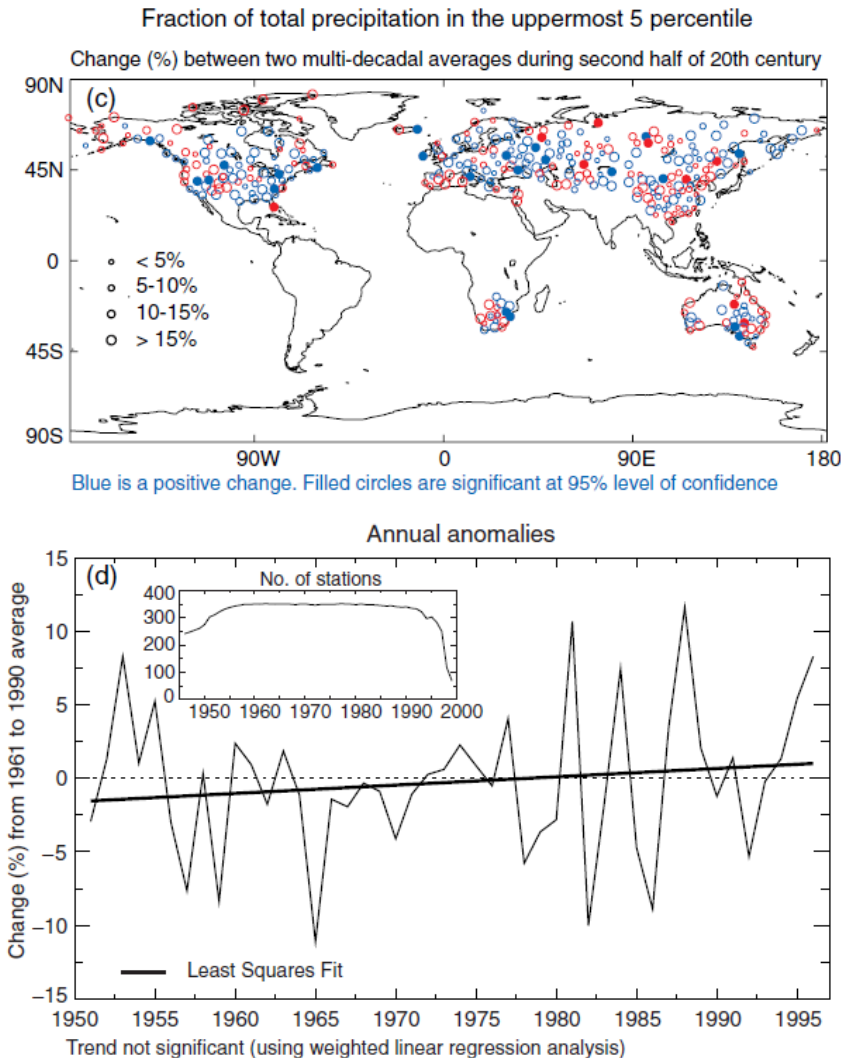 Fraction of total precipitation in the uppermost 5 percentile
Change (%) between two multi-decadal averages during second half of 20th century
90N
(c)
45N
0
< 5%
5-10%
10-15%
> 15%
45S
90S
90W
0
90E
180
Blue is a positive change. Filled circles are significant at 95% level of confidence
Annual anomalies
15
(d)
No. of stations
400
300
200
100
0
1950
1960
1970
1980
1990
2000
10
5
0
−5
−10
−15
Change (%) from 1961 to 1990 average
Least Squares Fit
1950
1955
1960
1965
1970
1975
1980
1985
1990
1995
Trend not significant (using weighted linear regression analysis)